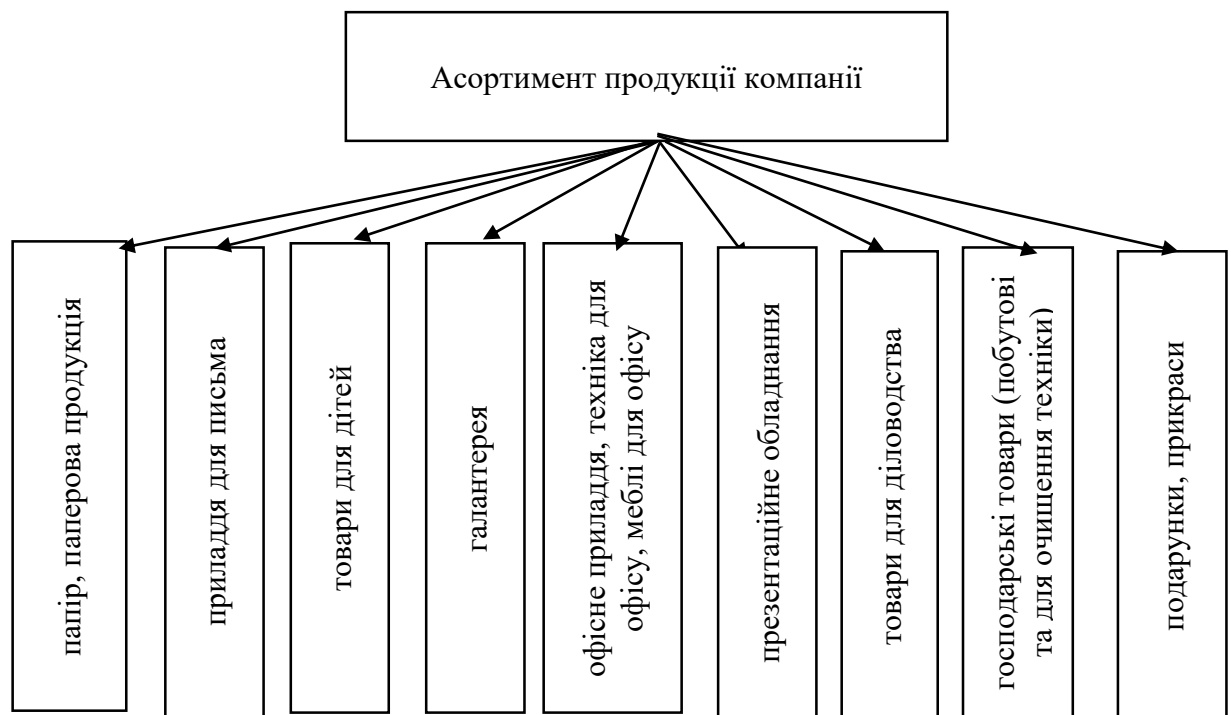 Асортимент продукції компанії
папір, паперова продукція
приладдя для письма
товари для дітей
галантерея
офісне приладдя, техніка для
офісу, меблі для офісу
презентаційне обладнання
товари для діловодства
господарські товари (побутові
та для очищення техніки)
подарунки, прикраси